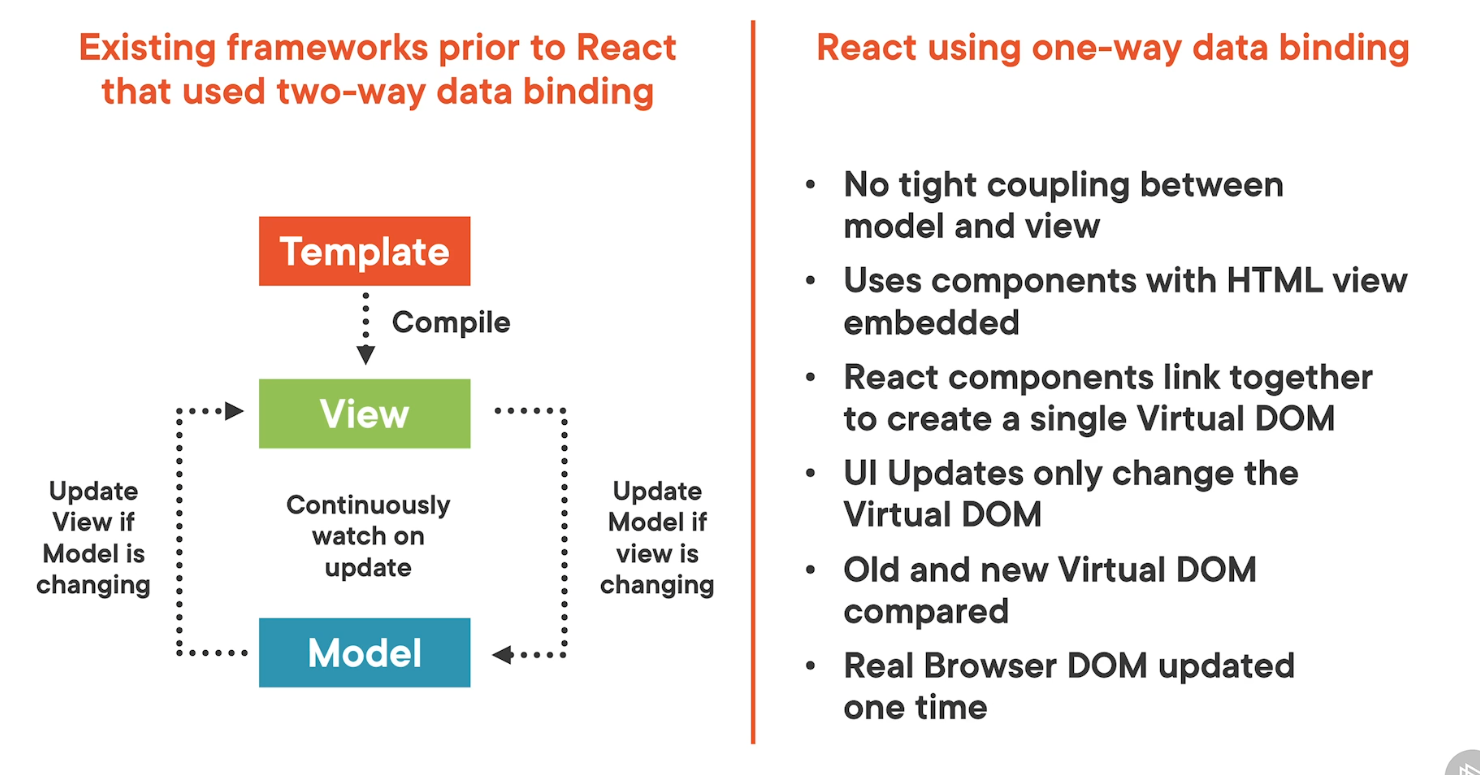 Existing frameworks prior to React
that used two-way data binding
Template
Compile
View
Update
View if
Model is
changing
Continuously
watch on
update
Update
Model if
view is
changing
Model
React using one-way data binding
• No tight coupling between
model and view
• Uses components with HTML view
embedded
• React components link together
to create a single Virtual DOM
• UI Updates only change the
Virtual DOM
• Old and new Virtual DOM
compared
• Real Browser DOM updated
one time